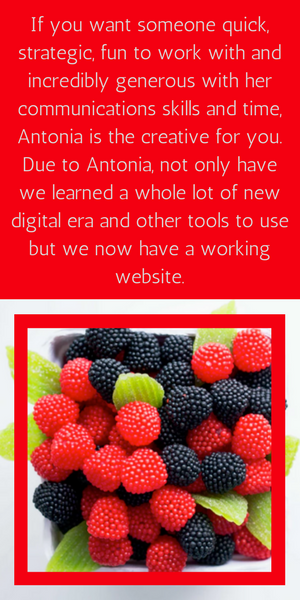 If you want someone quick,
strategic, fun to work with and
incredibly generous with her
communications skills and time,
Antonia is the creative for you.
Due to Antonia, not only have
we learned a whole lot of new
digital era and other tools to use
but we now have a working
website.